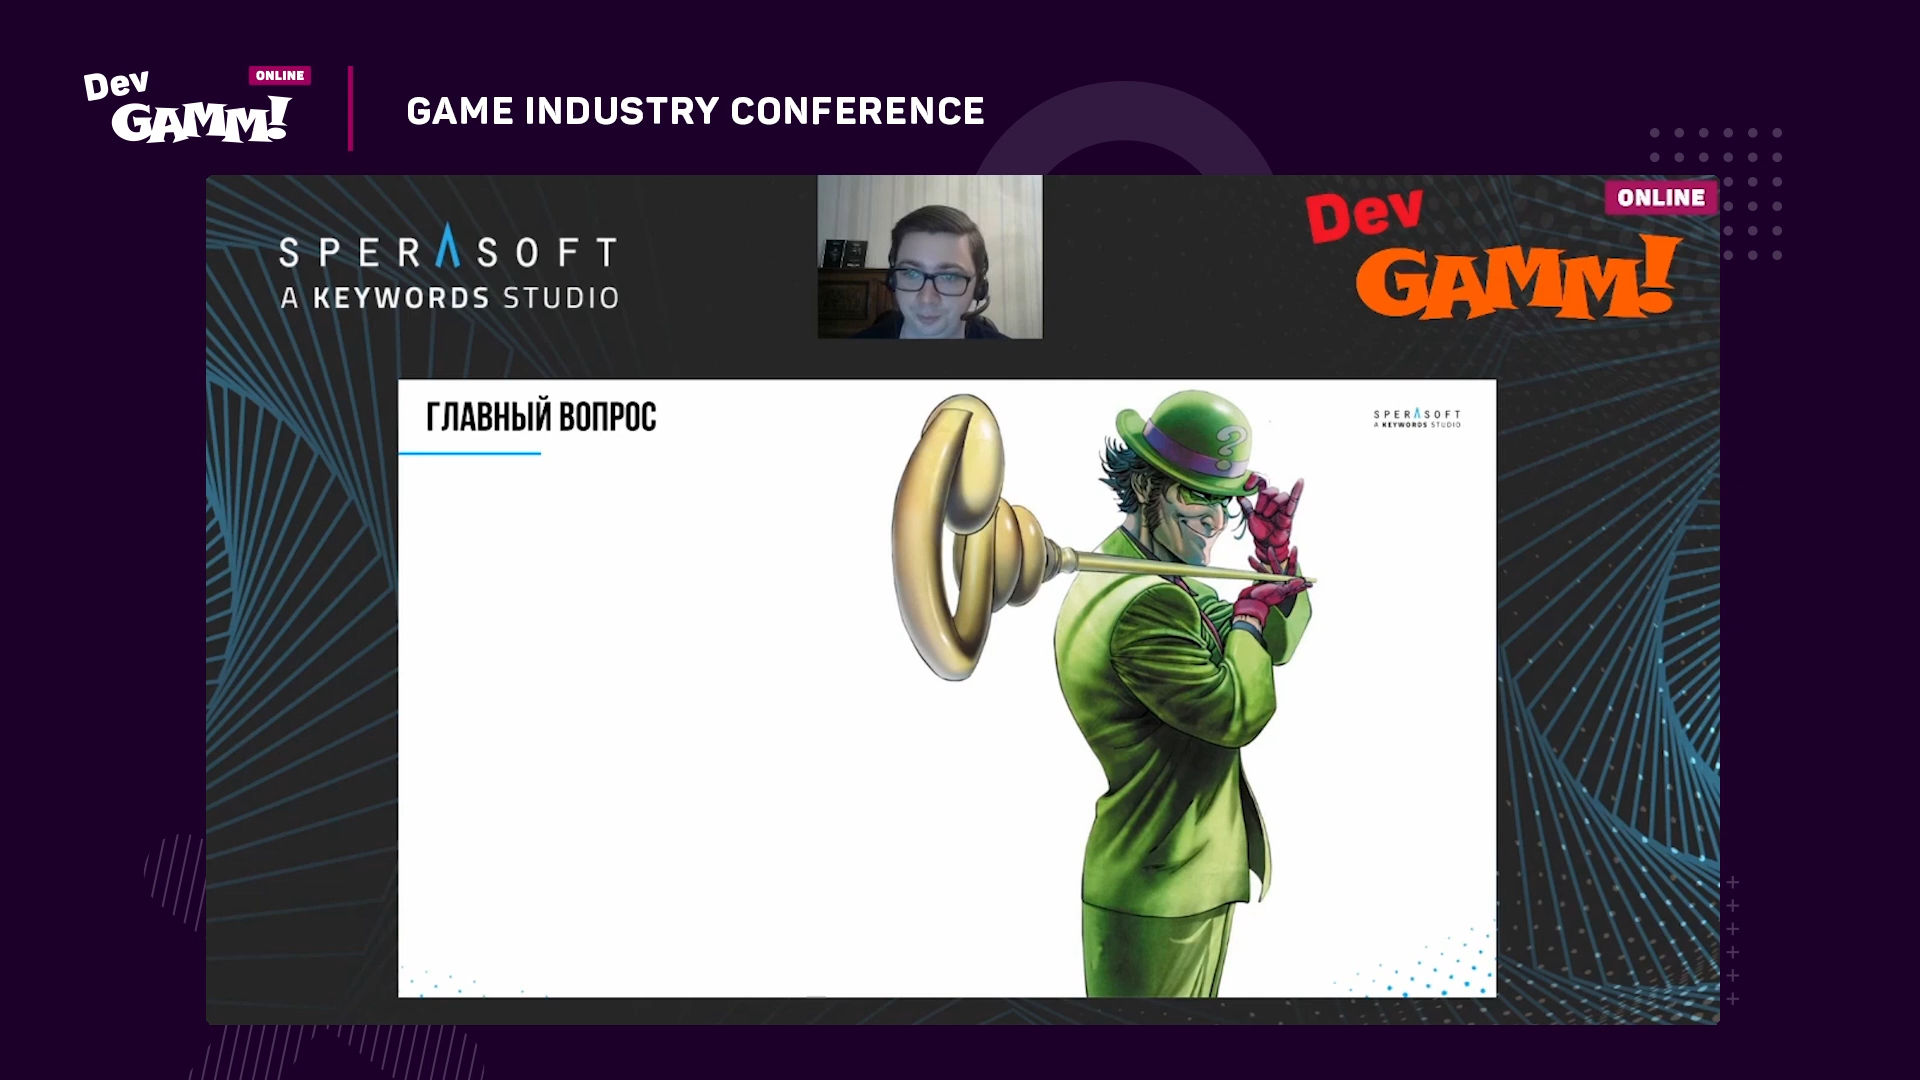 Dev
ONLINE
GAMM!
GAME INDUSTRY CONFERENCE
SPERASOFT
A KEYWORDS STUDIO
Dev
ONLINE
GAMM!
ГЛАВНЫЙ ВОПРОС
SPERASOFT
A KEYWORDS STUDIO
?